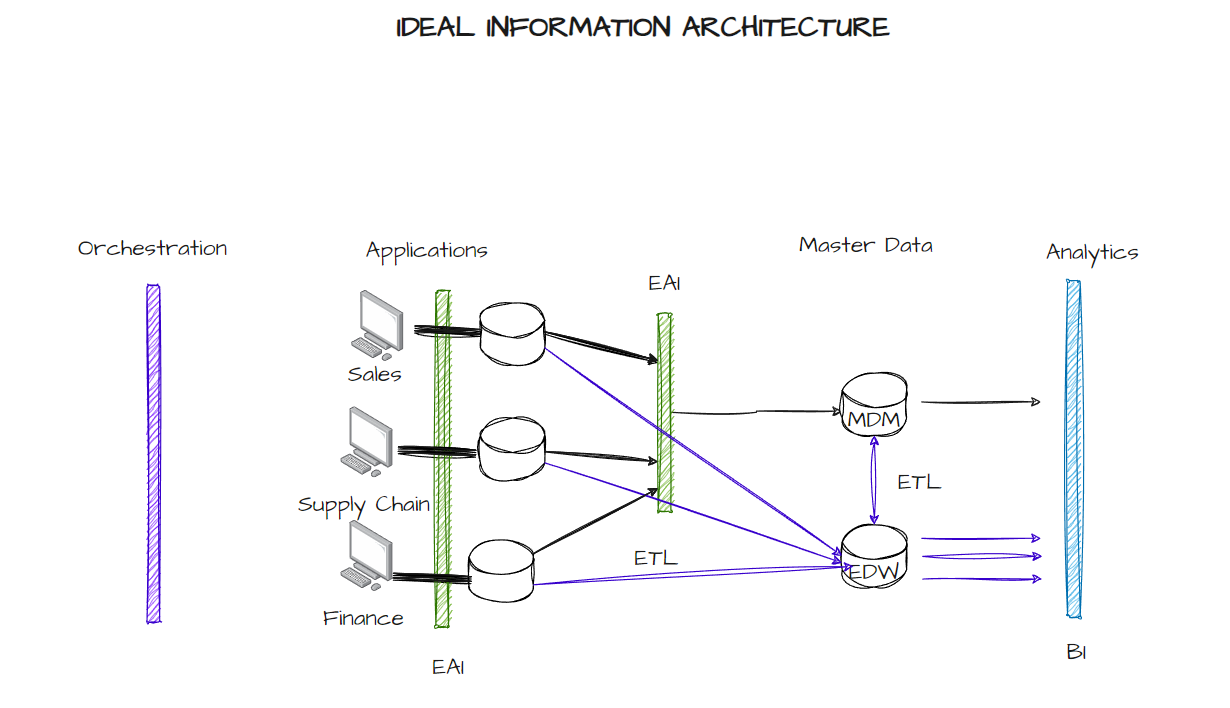 IDEAL INFORMATION ARCHITECTURE
Orchestration
Applications
Master Data
Analytics
EAI
Sales
MDM
ETL
Supply Chain
ETL
EDW
Finance
EAI
BI